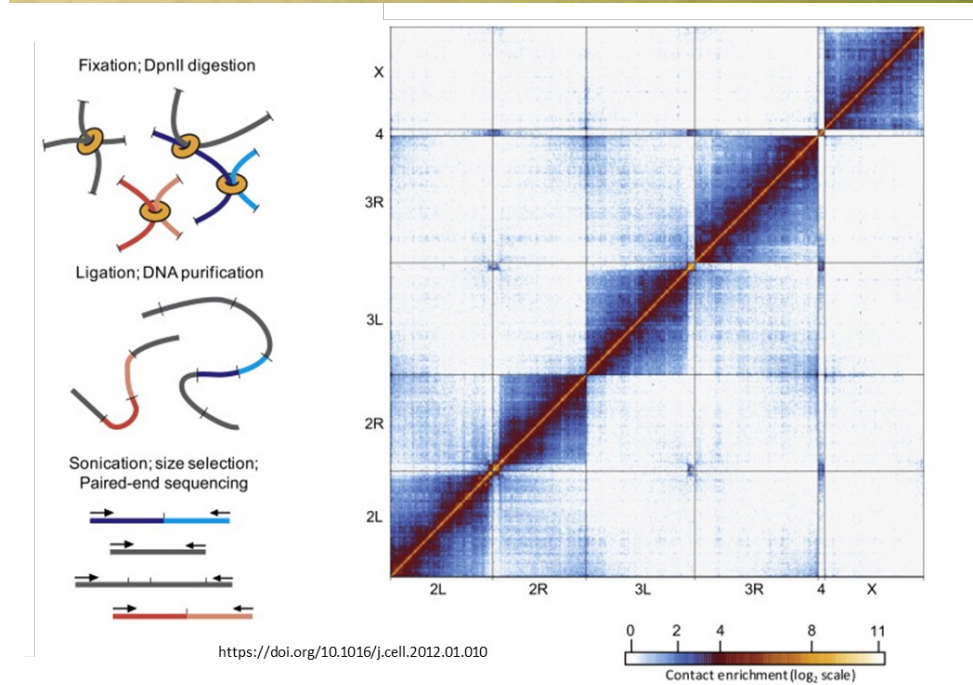 Fixation; DpnII digestion
Ligation; DNA purification
Sonication; size selection;
Paired-end sequencing
X
4
3R
3L
2R
2L
2L 2R 3L 3R 4 X
0 2 4 8 11
Contact enrichment (log₂ scale)
https://doi.org/10.1016/j.cell.2012.01.010